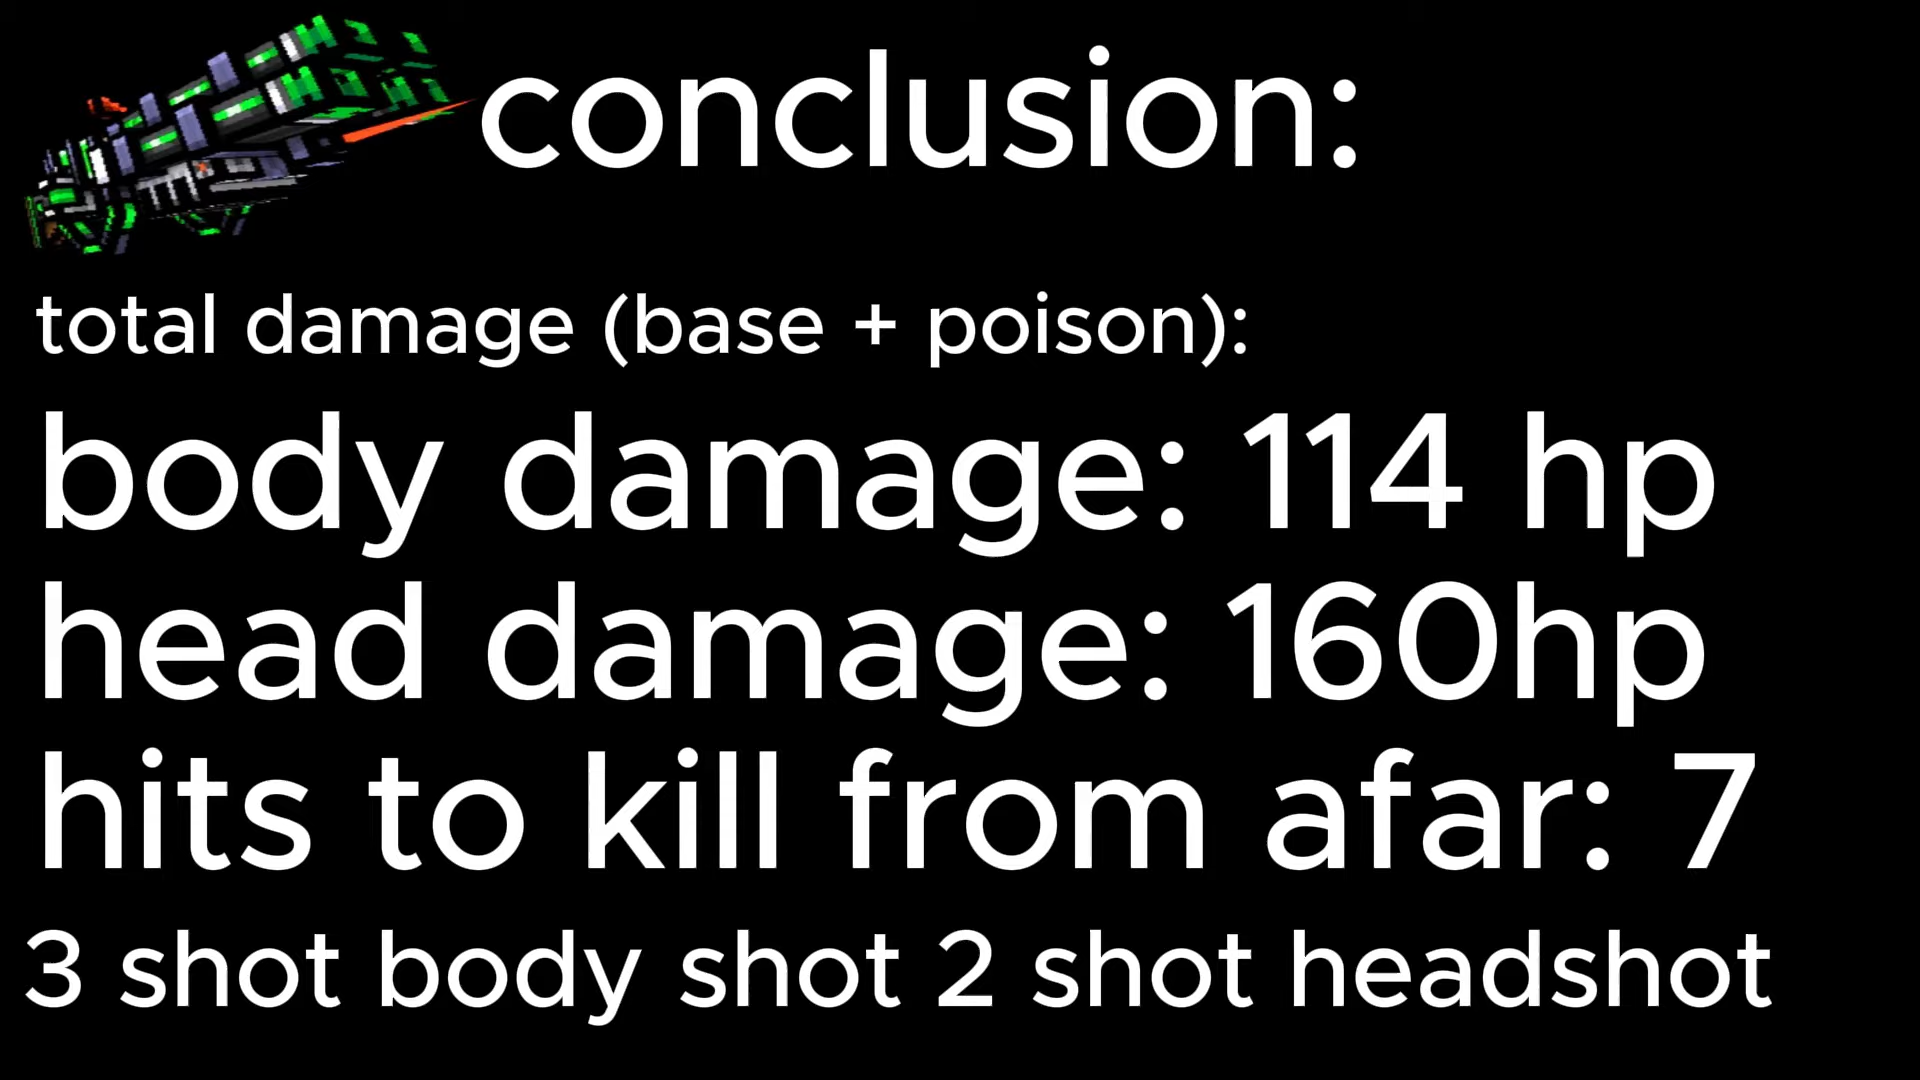 conclusion:
total damage (base + poison):
body damage: 114 hp
head damage: 160hp
hits to kill from afar: 7
3 shot body shot 2 shot headshot